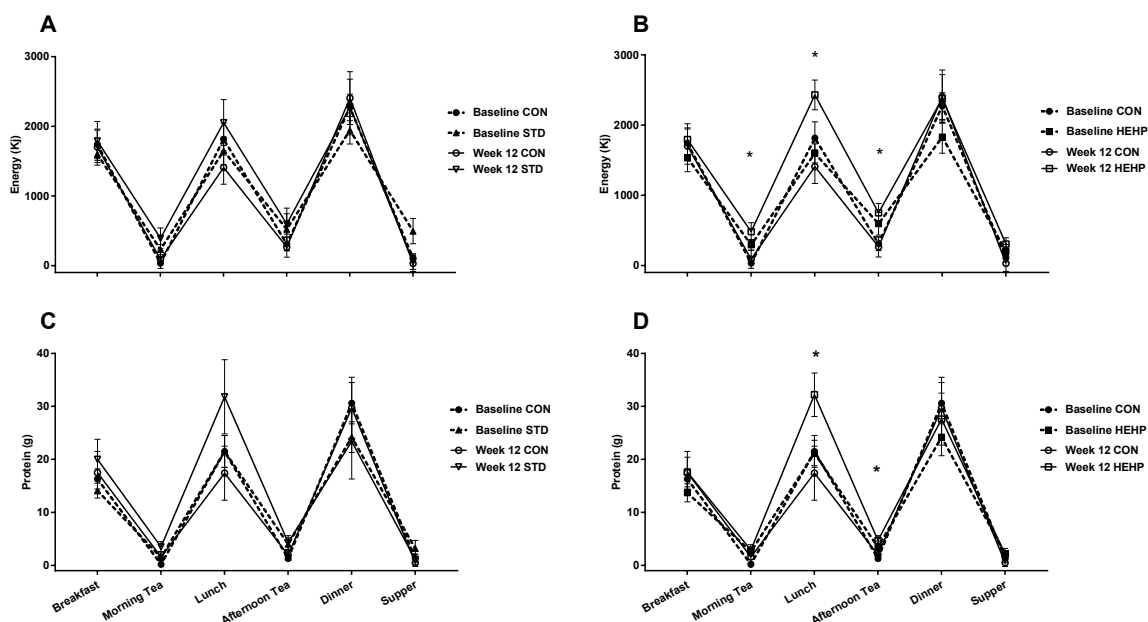 A
3000
2000
1000
0
Energy (Kj)
Baseline CON
Baseline STD
Week 12 CON
Week 12 STD
B
3000
2000
1000
0
Energy (Kj)
*
*
*
Baseline CON
Baseline HEHP
Week 12 CON
Week 12 HEHP
C
40
30
20
10
0
Protein (g)
Baseline CON
Baseline STD
Week 12 CON
Week 12 STD
Breakfast
Morning Tea
Lunch
Afternoon Tea
Dinner
Supper
D
40
30
20
10
0
Protein (g)
*
*
Baseline CON
Baseline HEHP
Week 12 CON
Week 12 HEHP
Breakfast
Morning Tea
Lunch
Afternoon Tea
Dinner
Supper